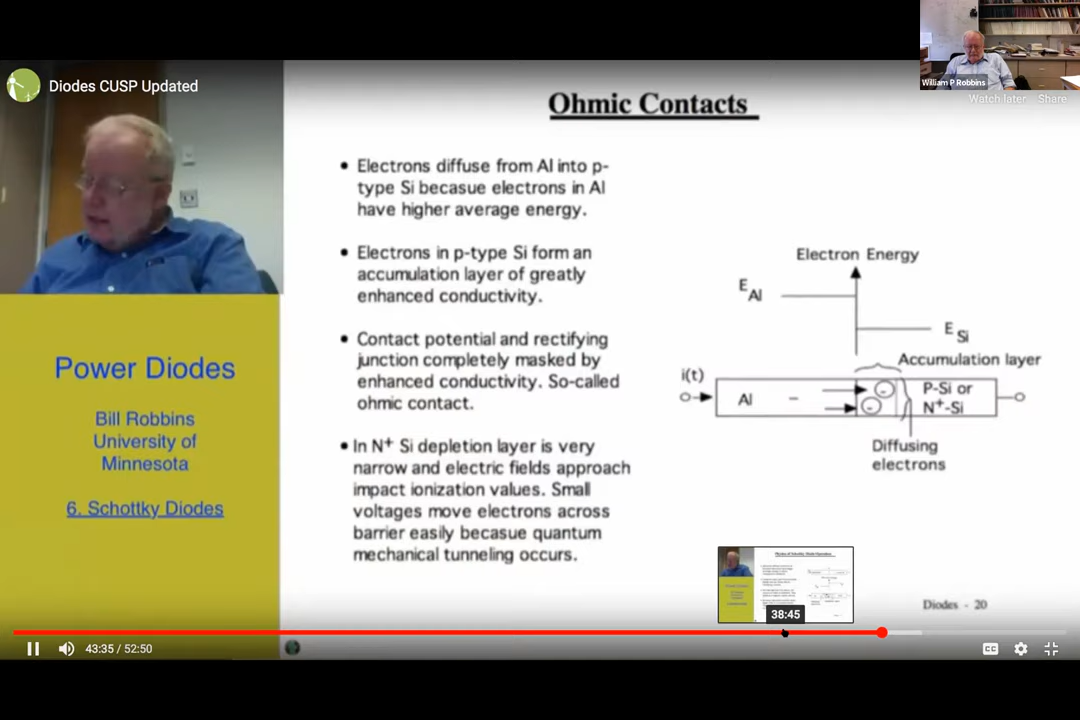 William P Robbins
Watch later
Share
Diodes CUSP Updated
Ohmic Contacts
• Electrons diffuse from Al into p-
type Si becasue electrons in Al
have higher average energy.
• Electrons in p-type Si form an
accumulation layer of greatly
enhanced conductivity.
• Contact potential and rectifying
junction completely masked by
enhanced conductivity. So-called
ohmic contact.
• In N+ Si depletion layer is very
narrow and electric fields approach
impact ionization values. Small
voltages move electrons across
barrier easily becasue quantum
mechanical tunneling occurs.
Electron Energy
E Al
E Si
Accumulation layer
i(t)
Al
-
P-Si or
N+-Si
Diffusing
electrons
Power Diodes
Bill Robbins
University of
Minnesota
6. Schottky Diodes
38:45
Diodes - 20
43:35 / 52:50
CC